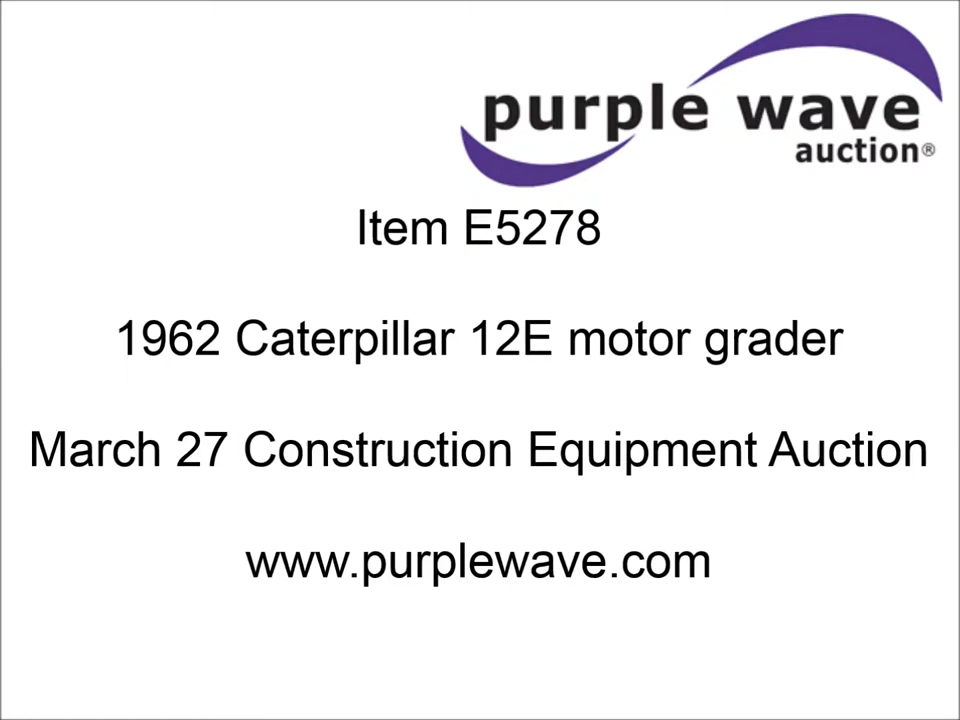 purple wave
auction®
Item E5278
1962 Caterpillar 12E motor grader
March 27 Construction Equipment Auction
www.purplewave.com